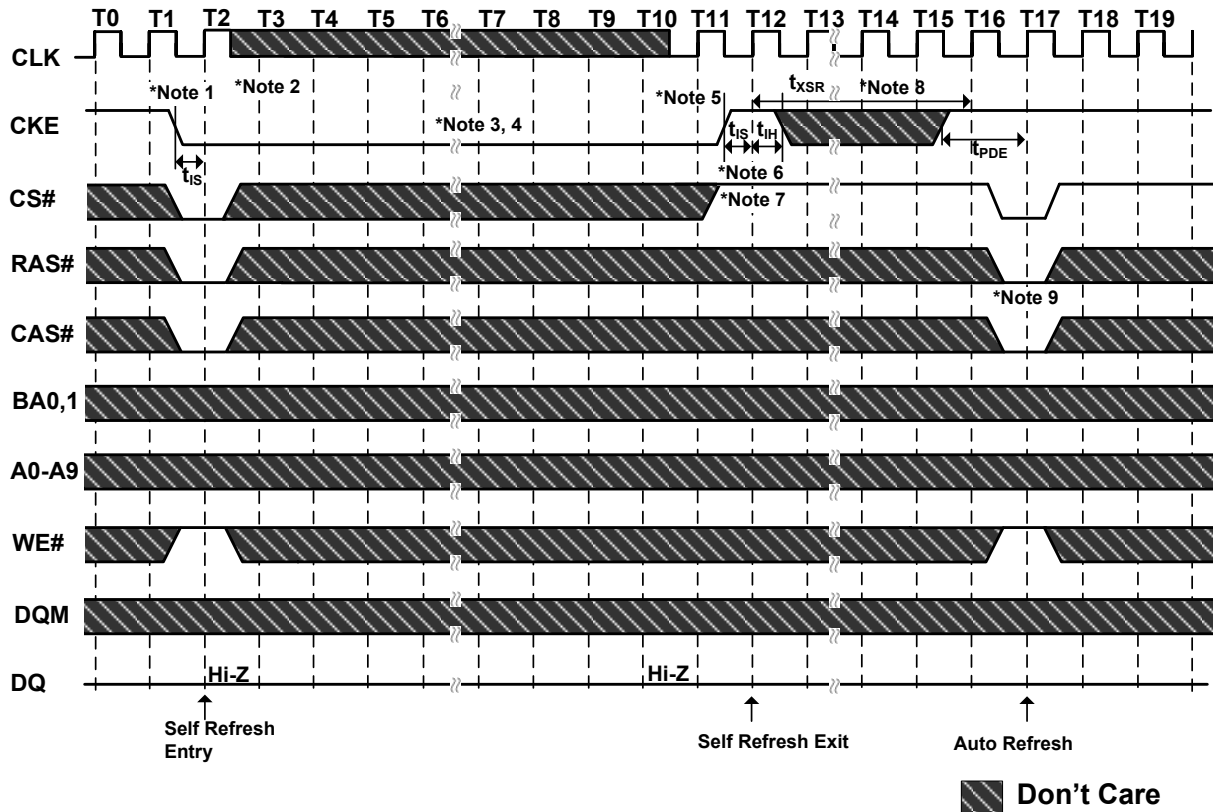 T0 T1 T2 T3 T4 T5 T6 T7 T8 T9 T10 T11 T12 T13 T14 T15 T16 T17 T18 T19
CLK
*Note 1 *Note 2 *Note 5 tXSR *Note 8
CKE *Note 3, 4 tIS tIH tPDE
tIS *Note 6
CS# *Note 7
RAS#
*Note 9
CAS#
BA0,1
A0-A9
WE#
DQM
DQ Hi-Z Hi-Z
Self Refresh
Entry
Self Refresh Exit
Auto Refresh
Don't Care